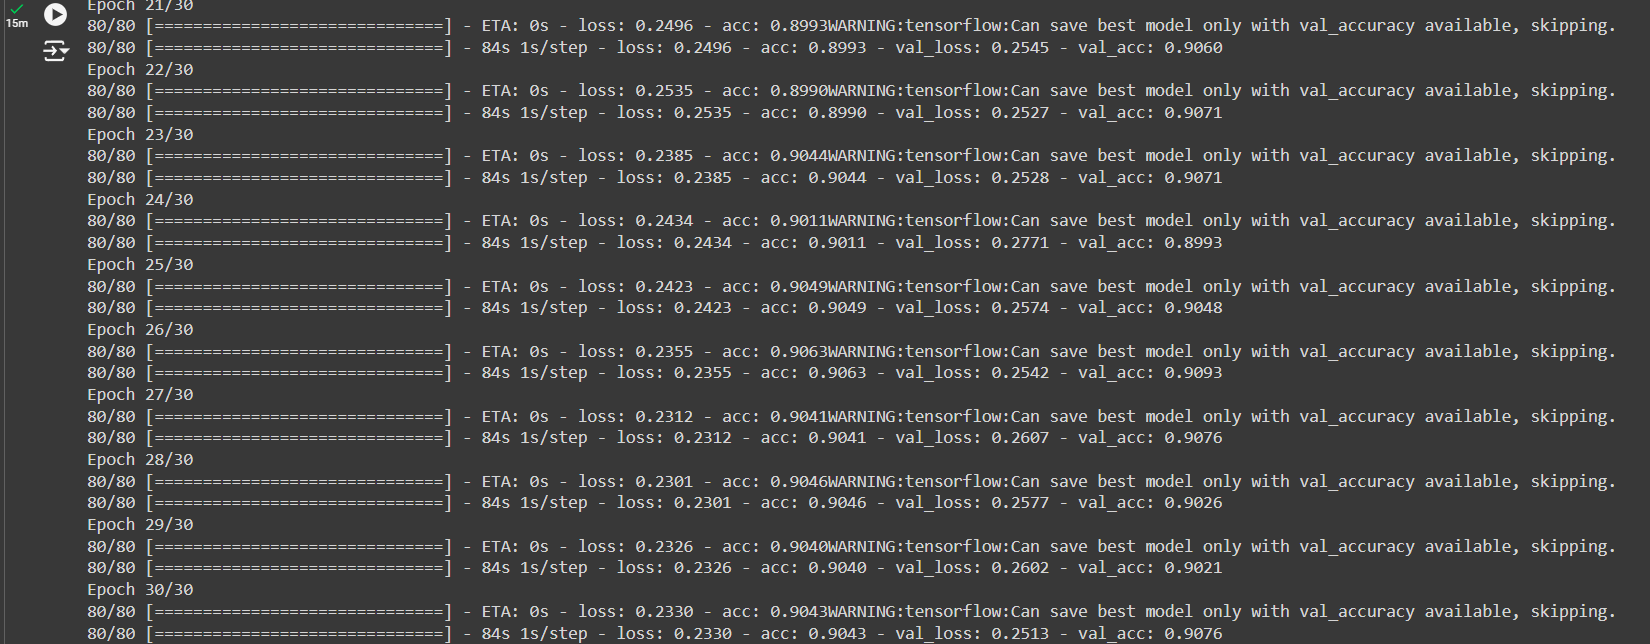 15m
Epoch 21/30
80/80 [==============================] - ETA: 0s - loss: 0.2496 - acc: 0.8993WARNING:tensorflow:Can save best model only with val_accuracy available, skipping.
80/80 [==============================] - 84s 1s/step - loss: 0.2496 - acc: 0.8993 - val_loss: 0.2545 - val_acc: 0.9060
Epoch 22/30
80/80 [==============================] - ETA: 0s - loss: 0.2535 - acc: 0.8990WARNING:tensorflow:Can save best model only with val_accuracy available, skipping.
80/80 [==============================] - 84s 1s/step - loss: 0.2535 - acc: 0.8990 - val_loss: 0.2527 - val_acc: 0.9071
Epoch 23/30
80/80 [==============================] - ETA: 0s - loss: 0.2385 - acc: 0.9044WARNING:tensorflow:Can save best model only with val_accuracy available, skipping.
80/80 [==============================] - 84s 1s/step - loss: 0.2385 - acc: 0.9044 - val_loss: 0.2528 - val_acc: 0.9071
Epoch 24/30
80/80 [==============================] - ETA: 0s - loss: 0.2434 - acc: 0.9011WARNING:tensorflow:Can save best model only with val_accuracy available, skipping.
80/80 [==============================] - 84s 1s/step - loss: 0.2434 - acc: 0.9011 - val_loss: 0.2771 - val_acc: 0.8993
Epoch 25/30
80/80 [==============================] - ETA: 0s - loss: 0.2423 - acc: 0.9049WARNING:tensorflow:Can save best model only with val_accuracy available, skipping.
80/80 [==============================] - 84s 1s/step - loss: 0.2423 - acc: 0.9049 - val_loss: 0.2574 - val_acc: 0.9048
Epoch 26/30
80/80 [==============================] - ETA: 0s - loss: 0.2355 - acc: 0.9063WARNING:tensorflow:Can save best model only with val_accuracy available, skipping.
80/80 [==============================] - 84s 1s/step - loss: 0.2355 - acc: 0.9063 - val_loss: 0.2542 - val_acc: 0.9093
Epoch 27/30
80/80 [==============================] - ETA: 0s - loss: 0.2312 - acc: 0.9041WARNING:tensorflow:Can save best model only with val_accuracy available, skipping.
80/80 [==============================] - 84s 1s/step - loss: 0.2312 - acc: 0.9041 - val_loss: 0.2607 - val_acc: 0.9076
Epoch 28/30
80/80 [==============================] - ETA: 0s - loss: 0.2301 - acc: 0.9046WARNING:tensorflow:Can save best model only with val_accuracy available, skipping.
80/80 [==============================] - 84s 1s/step - loss: 0.2301 - acc: 0.9046 - val_loss: 0.2577 - val_acc: 0.9026
Epoch 29/30
80/80 [==============================] - ETA: 0s - loss: 0.2326 - acc: 0.9040WARNING:tensorflow:Can save best model only with val_accuracy available, skipping.
80/80 [==============================] - 84s 1s/step - loss: 0.2326 - acc: 0.9040 - val_loss: 0.2602 - val_acc: 0.9021
Epoch 30/30
80/80 [==============================] - ETA: 0s - loss: 0.2330 - acc: 0.9043WARNING:tensorflow:Can save best model only with val_accuracy available, skipping.
80/80 [==============================] - 84s 1s/step - loss: 0.2330 - acc: 0.9043 - val_loss: 0.2513 - val_acc: 0.9076